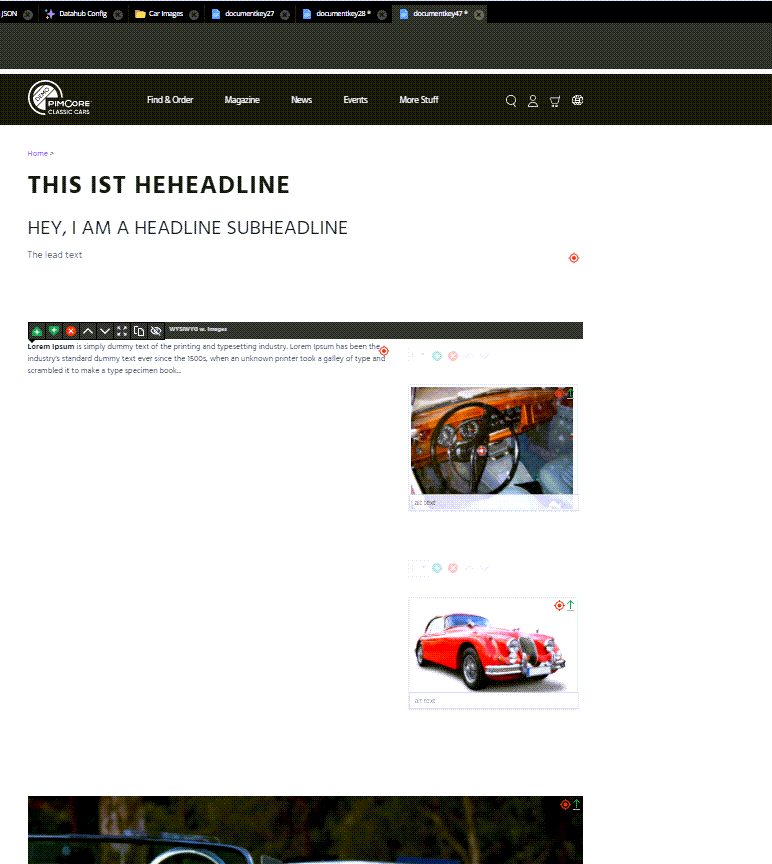 JSON
Datahub Config
Car Images
documentkey27
documentkey28 *
documentkey47 *
DEMO
PIMCORE
CLASSIC CARS
Find & Order
Magazine
News
Events
More Stuff
Home >
THIS IST HEHEADLINE
HEY, I AM A HEADLINE SUBHEADLINE
The lead text
WYSIWYG w. Images
Lorem Ipsum is simply dummy text of the printing and typesetting industry. Lorem Ipsum has been the
industry's standard dummy text ever since the 1500s, when an unknown printer took a galley of type and
scrambled it to make a type specimen book...
alt text
alt text